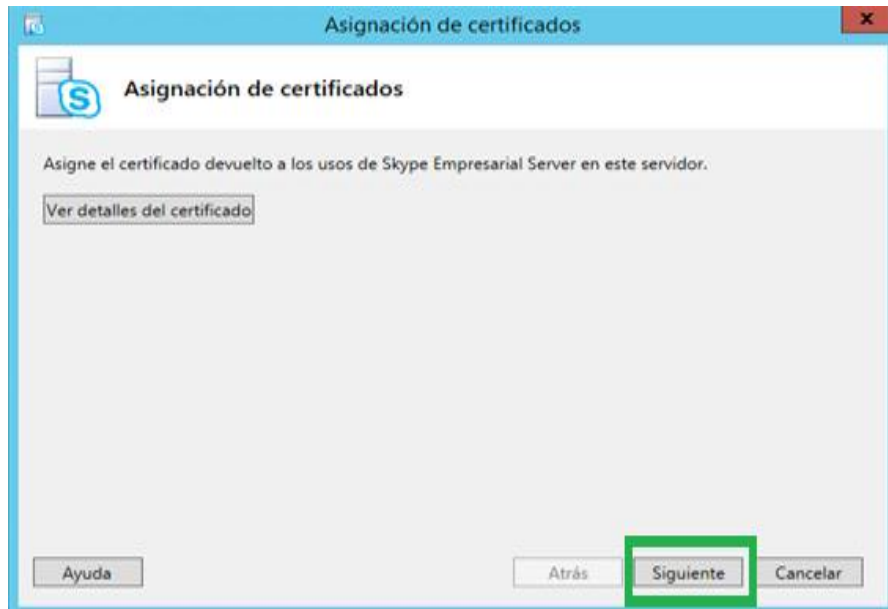 Asignación de certificados
x
S
Asignación de certificados
Asigne el certificado devuelto a los usos de Skype Empresarial Server en este servidor.
Ver detalles del certificado
Ayuda
Atrás
Siguiente
Cancelar